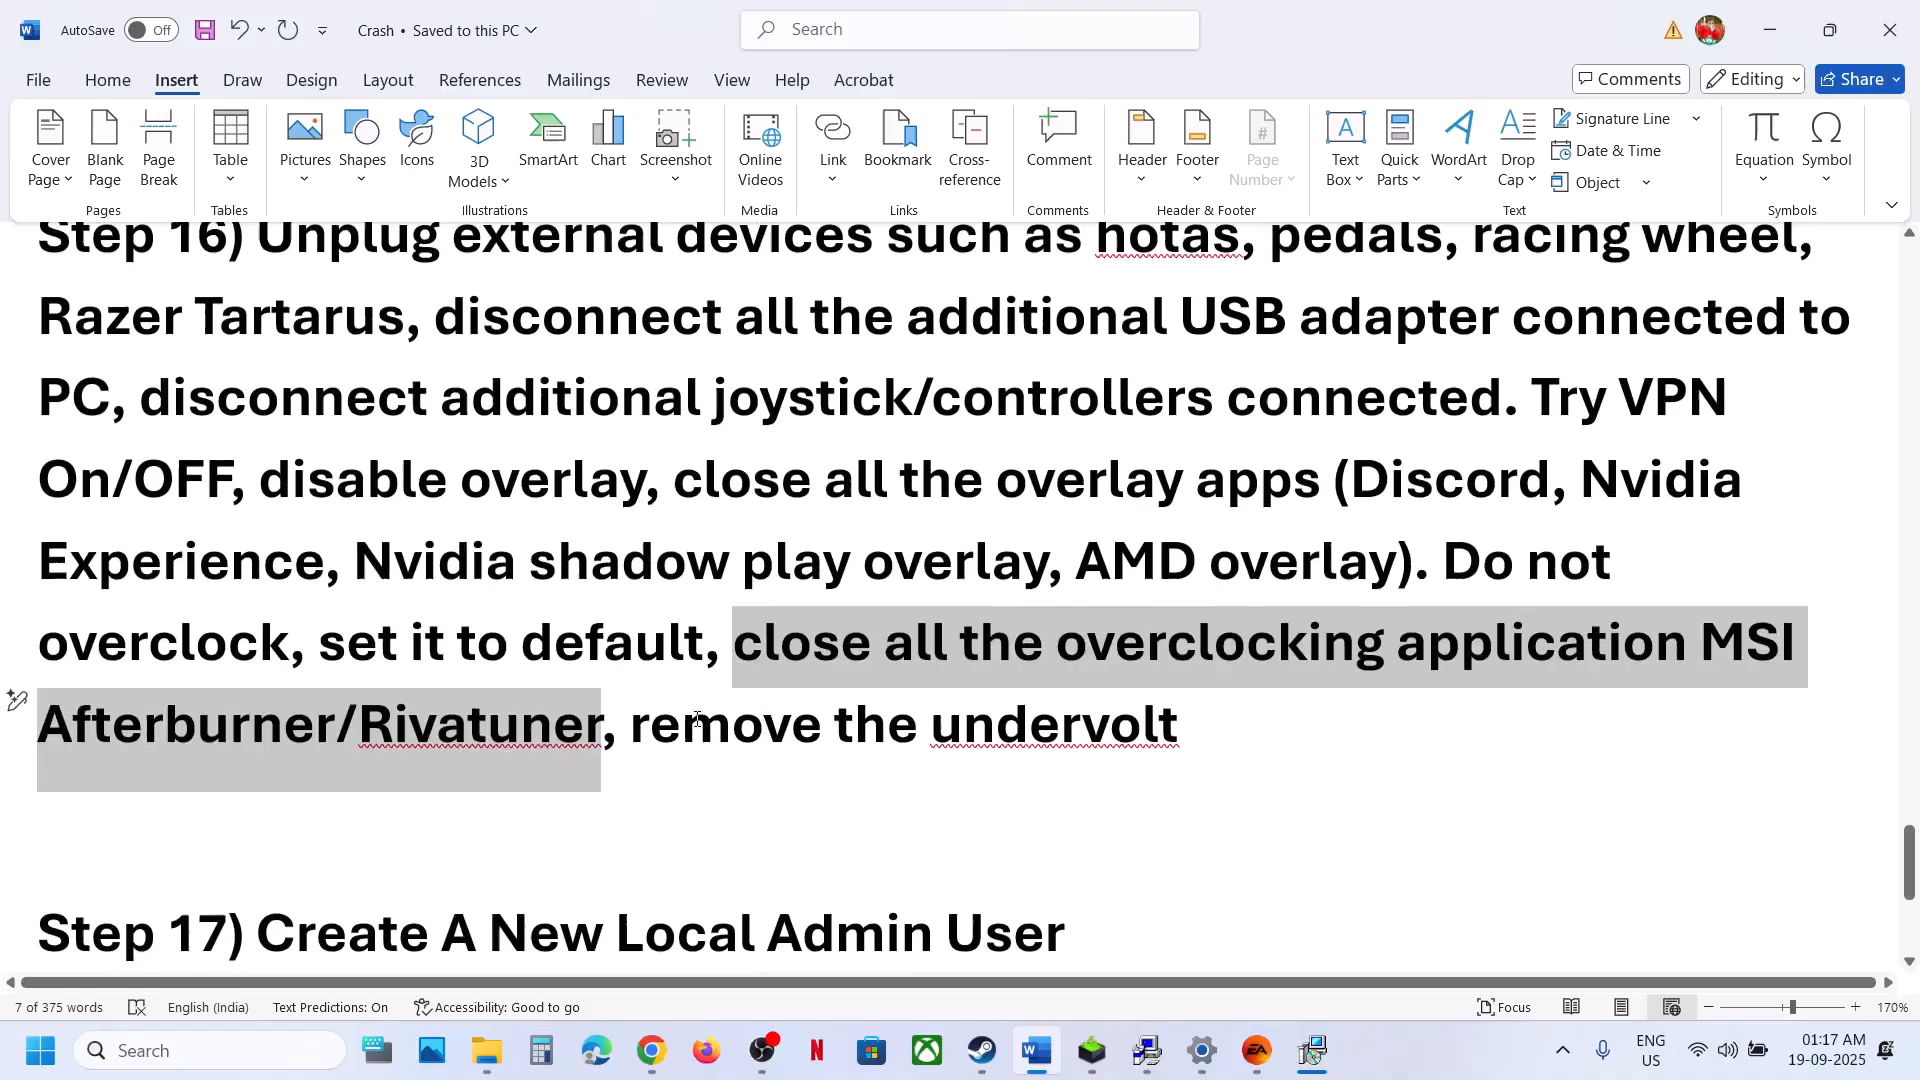 AutoSave Off Crash • Saved to this PC Search
File Home Insert Draw Design Layout References Mailings Review View Help Acrobat Comments Editing Share
Cover Page Blank Page Page Break Table Pictures Shapes Icons 3D Models SmartArt Chart Screenshot Online Videos Link Bookmark Cross-reference Comment Header Footer Page Number Text Box Quick Parts WordArt Drop Cap Signature Line Date & Time Object Equation Symbol
Pages Tables Illustrations Media Links Comments Header & Footer Text Symbols
Step 16) Unplug external devices such as hotas, pedals, racing wheel,
Razer Tartarus, disconnect all the additional USB adapter connected to
PC, disconnect additional joystick/controllers connected. Try VPN
On/OFF, disable overlay, close all the overlay apps (Discord, Nvidia
Experience, Nvidia shadow play overlay, AMD overlay). Do not
overclock, set it to default, close all the overclocking application MSI
Afterburner/Rivatuner, remove the undervolt
Step 17) Create A New Local Admin User
7 of 375 words English (India) Text Predictions: On Accessibility: Good to go Focus 170%
Search ENG US 01:17 AM 19-09-2025